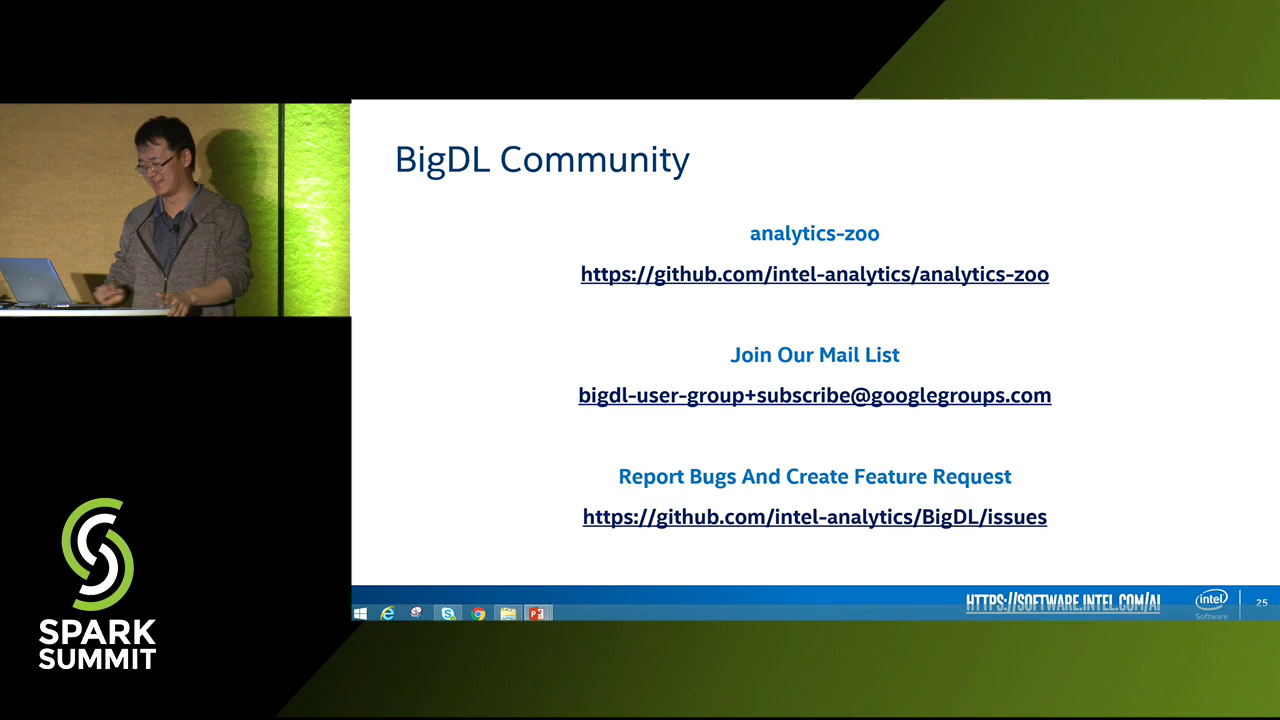 BigDL Community
analytics-zoo
https://github.com/intel-analytics/analytics-zoo
Join Our Mail List
bigdl-user-group+subscribe@googlegroups.com
Report Bugs And Create Feature Request
https://github.com/intel-analytics/BigDL/issues
HTTPS://SOFTWARE.INTEL.COM/AI
intel
Software
25
SPARK
SUMMIT